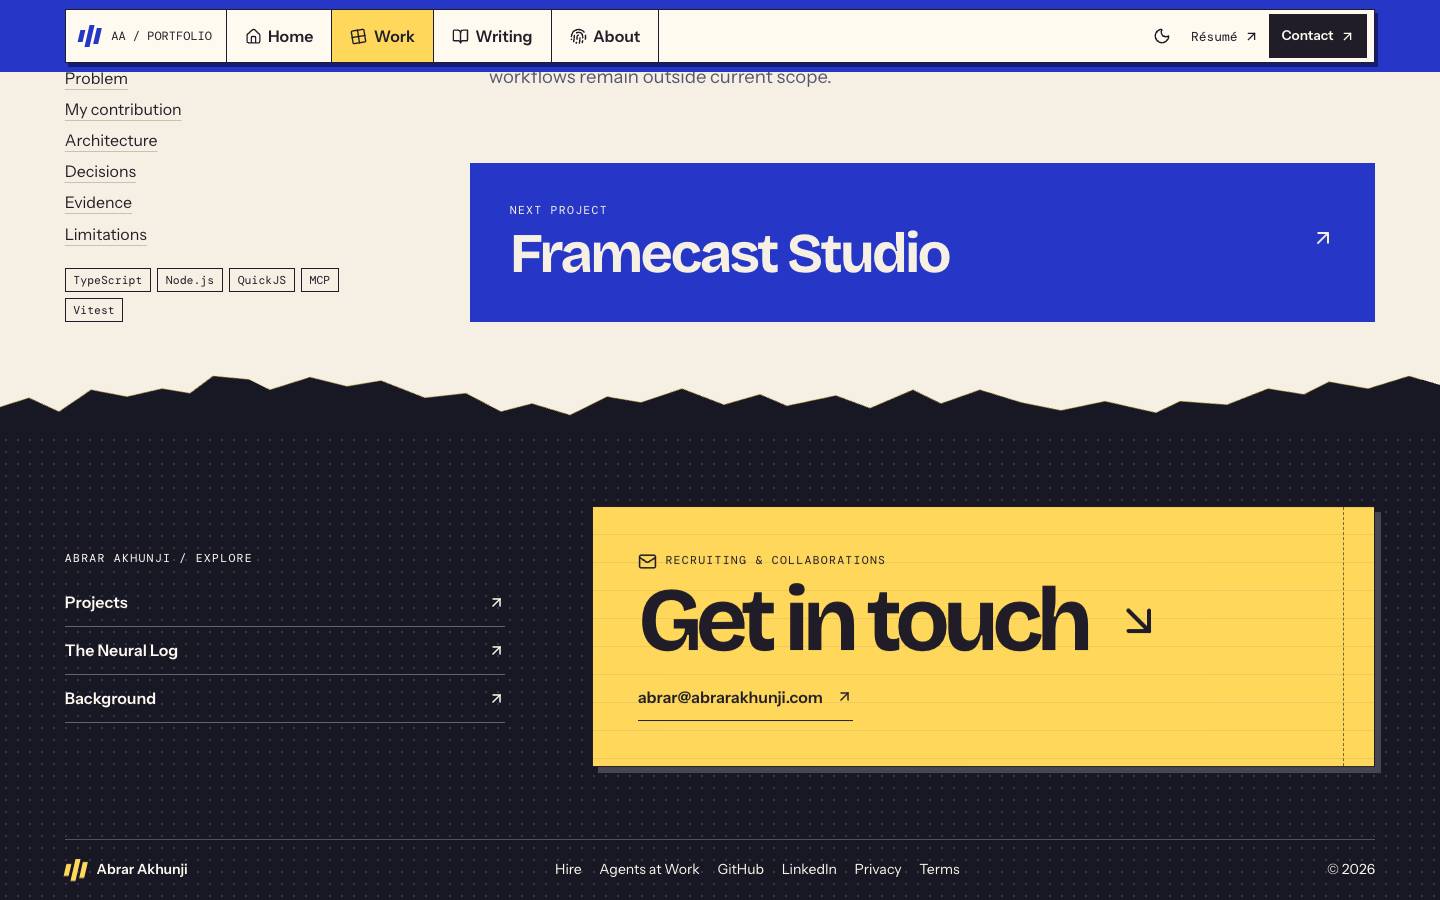 AA / PORTFOLIO
Home
Work
Writing
About
Résumé
Contact
Problem
My contribution
Architecture
Decisions
Evidence
Limitations
TypeScript
Node.js
QuickJS
MCP
Vitest
workflows remain outside current scope.
NEXT PROJECT
Framecast Studio
ABRAR AKHUNJI / EXPLORE
Projects
The Neural Log
Background
RECRUITING & COLLABORATIONS
Get in touch
abrar@abrarakhunji.com
Abrar Akhunji
Hire
Agents at Work
GitHub
LinkedIn
Privacy
Terms
© 2026